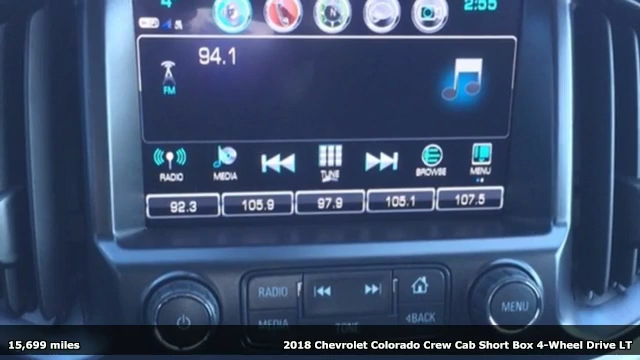 4 2:55
94.1
FM
RADIO MEDIA TUNE BROWSE MENU
92.3 105.9 97.9 105.1 107.5
RADIO
MENU
MEDIA TONE BACK
15,699 miles 2018 Chevrolet Colorado Crew Cab Short Box 4-Wheel Drive LT